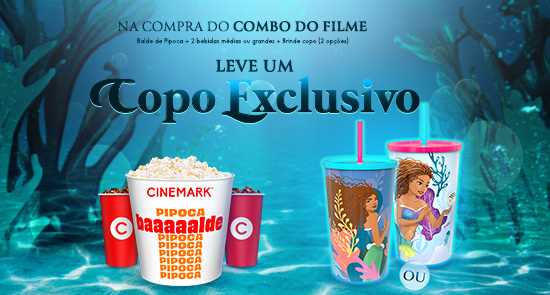 NA COMPRA DO COMBO DO FILME
Balde de Pipoca + 2 bebidas médias ou grandes + Brinde copo (2 opções)
LEVE UM
Copo Exclusivo
CINEMARK
PIPOCA
baaaaalde
PIPOCA
PIPOCA
PIPOCA
PIPOCA
PIPOCA
C
C
OU